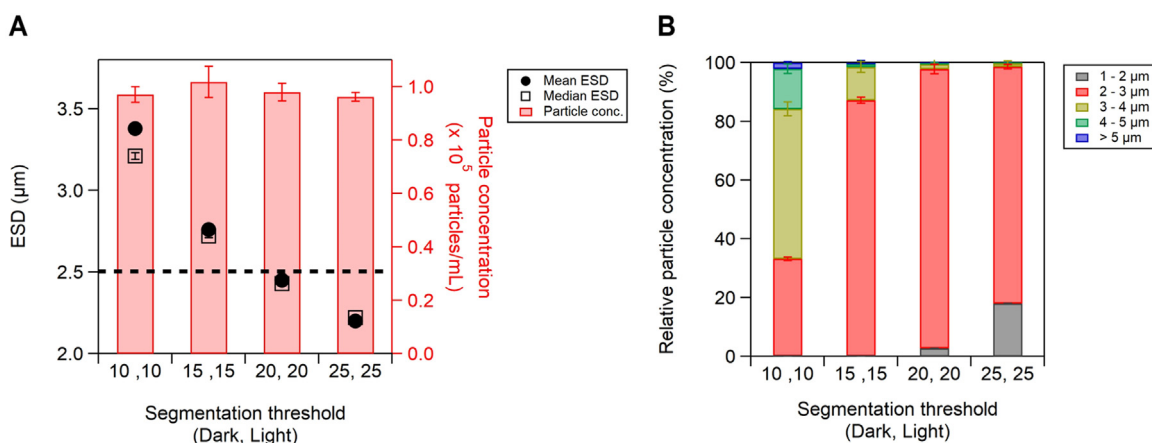 A
3.5
3.0
2.5
2.0
ESD (µm)
1.0
0.8
0.6
0.4
0.2
0.0
Particle concentration
(x 10^5 particles/mL)
10 ,10
15 ,15
20, 20
25, 25
Segmentation threshold
(Dark, Light)
Mean ESD
Median ESD
Particle conc.
B
100
80
60
40
20
0
Relative particle concentration (%)
10 ,10
15 ,15
20, 20
25, 25
Segmentation threshold
(Dark, Light)
1 - 2 µm
2 - 3 µm
3 - 4 µm
4 - 5 µm
> 5 µm